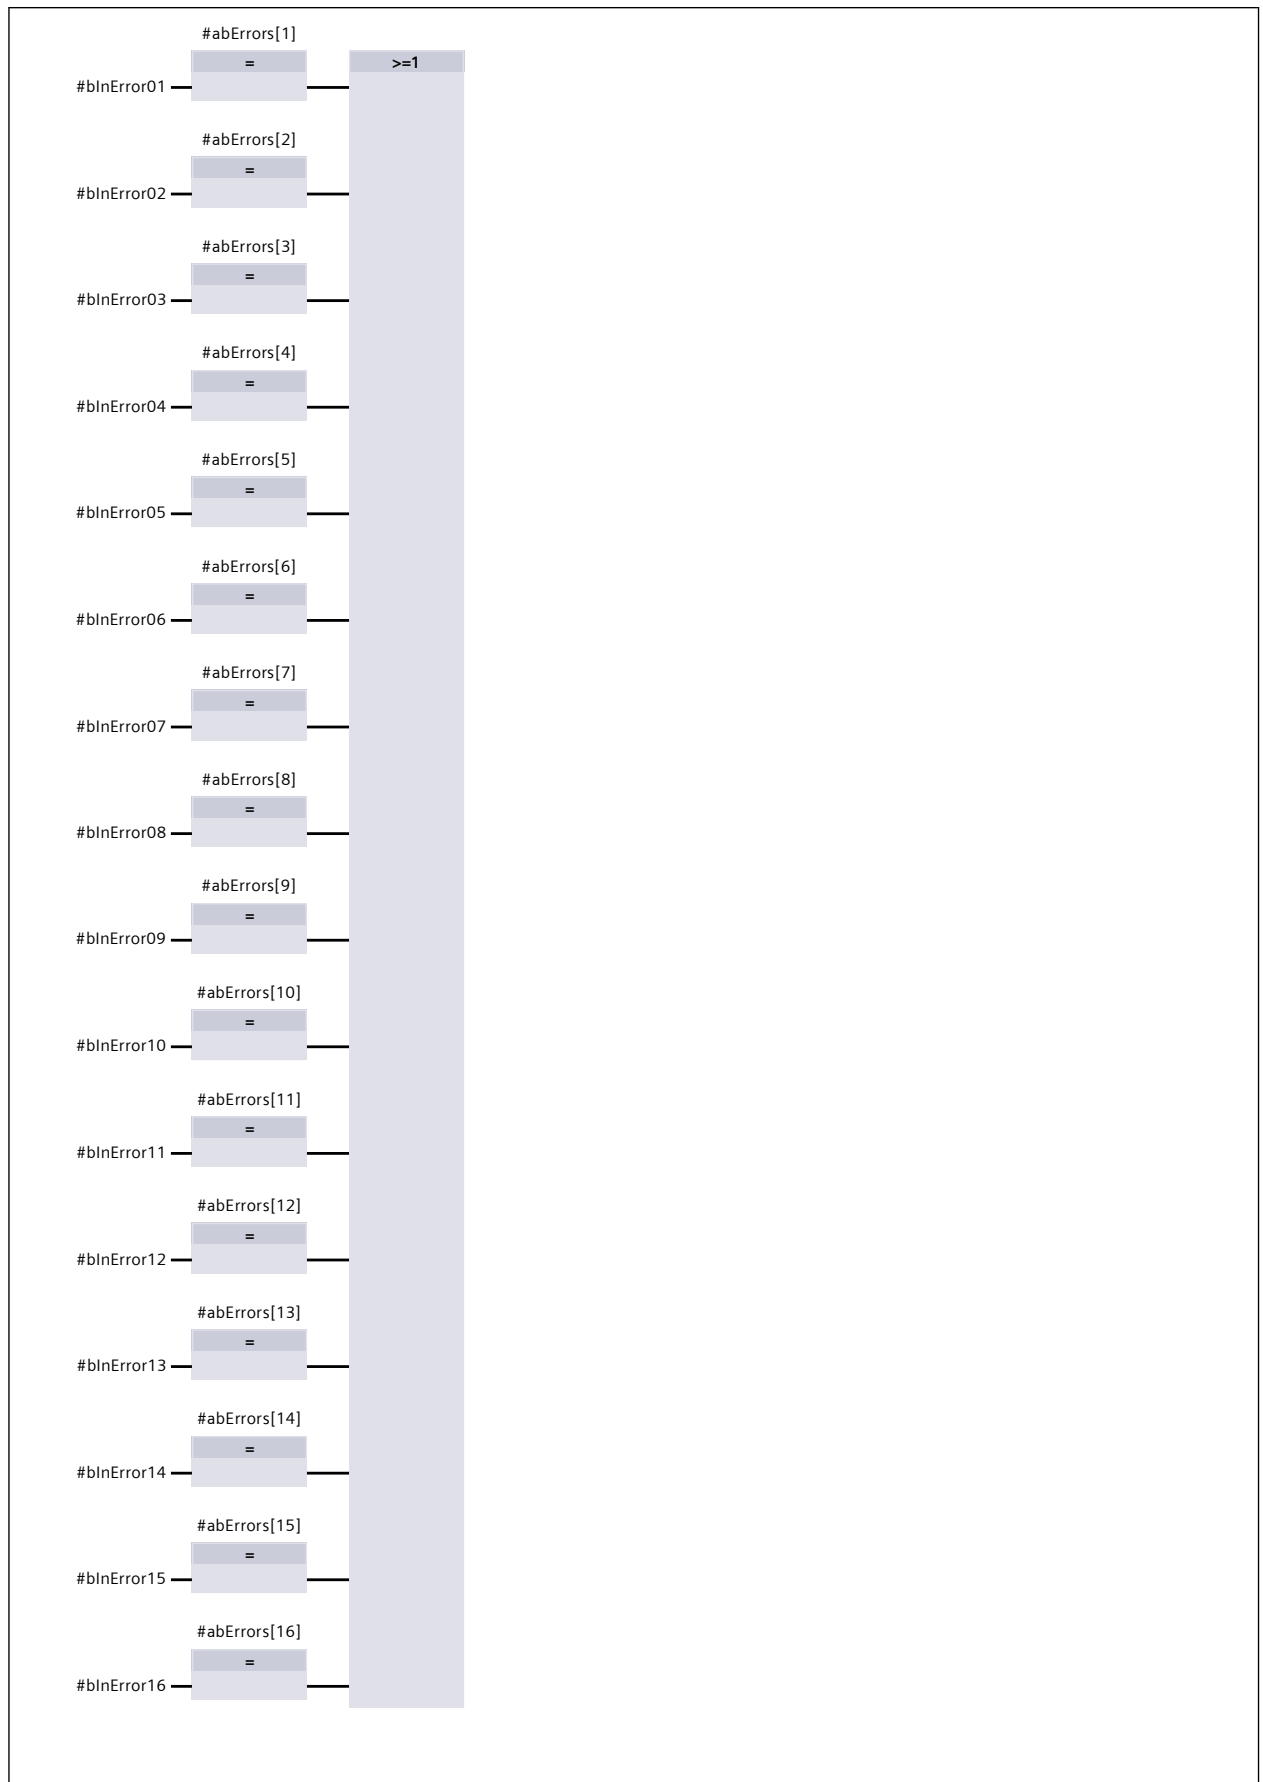 #abErrors[1]
= >=1
#bInError01
#abErrors[2]
=
#bInError02
#abErrors[3]
=
#bInError03
#abErrors[4]
=
#bInError04
#abErrors[5]
=
#bInError05
#abErrors[6]
=
#bInError06
#abErrors[7]
=
#bInError07
#abErrors[8]
=
#bInError08
#abErrors[9]
=
#bInError09
#abErrors[10]
=
#bInError10
#abErrors[11]
=
#bInError11
#abErrors[12]
=
#bInError12
#abErrors[13]
=
#bInError13
#abErrors[14]
=
#bInError14
#abErrors[15]
=
#bInError15
#abErrors[16]
=
#bInError16